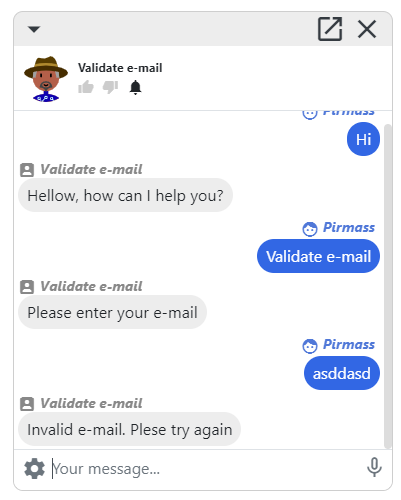 Validate e-mail
Pirmass
Hi
Validate e-mail
Hellow, how can I help you?
Pirmass
Validate e-mail
Validate e-mail
Please enter your e-mail
Pirmass
asddasd
Validate e-mail
Invalid e-mail. Plese try again
Your message...